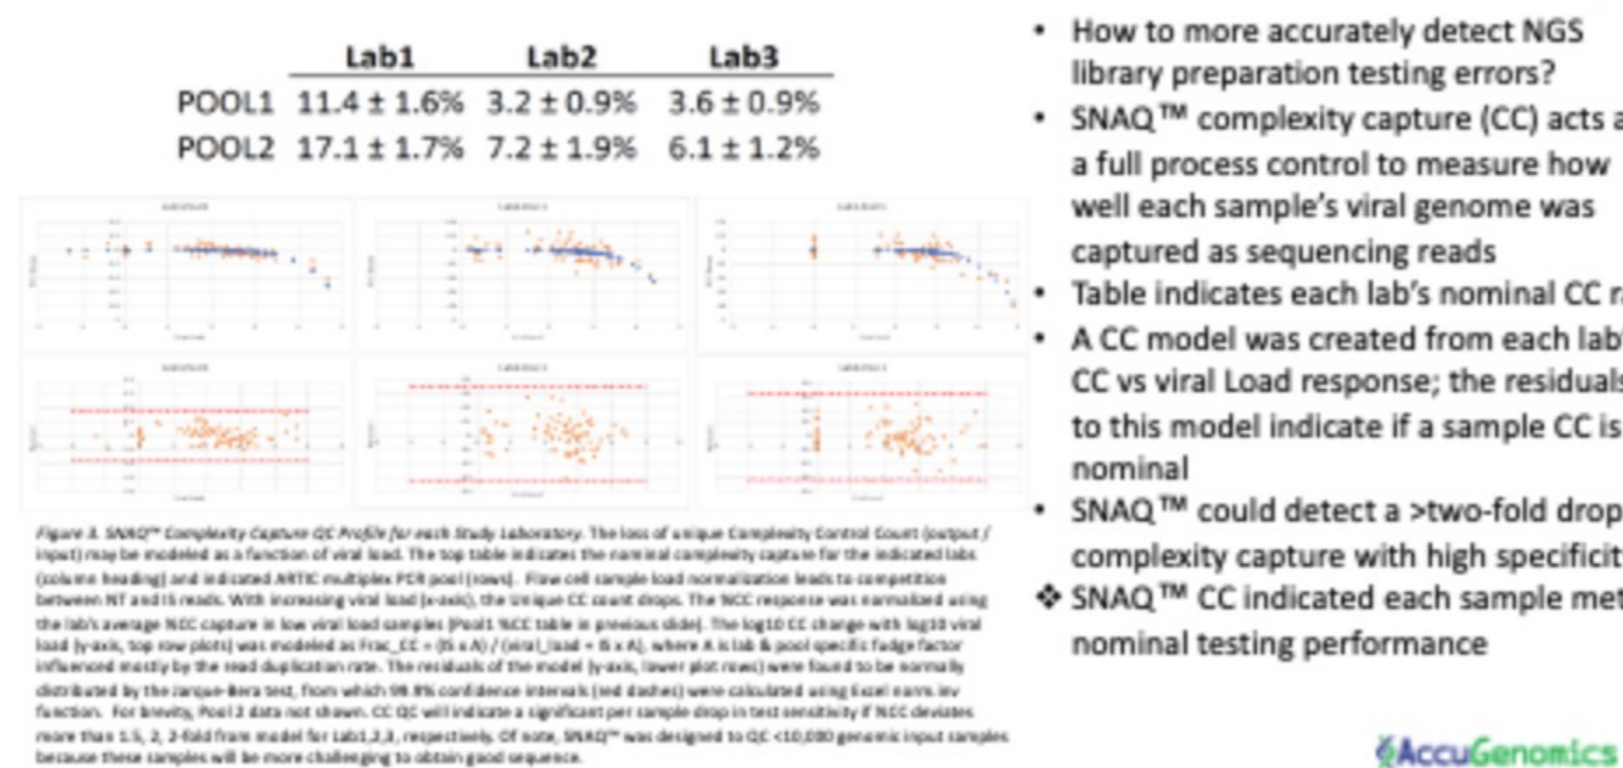 Lab1 Lab2 Lab3
POOL1 11.4 ± 1.6% 3.2 ± 0.9% 3.6 ± 0.9%
POOL2 17.1 ± 1.7% 7.2 ± 1.9% 6.1 ± 1.2%
Figure 3. SNAQ™ Complexity Capture QC Profile for each Study Laboratory. The loss of unique Complexity Control Count (output /
input) may be modeled as a function of viral load. The top table indicates the nominal complexity capture for the indicated labs
(column heading) and indicated ARTIC multiplex PCR pool (rows). Flow cell sample load normalization leads to competition
between NT and IS reads. With increasing viral load (x-axis), the Unique CC count drops. The %CC response was normalized using
the lab's average %CC capture in low viral load samples (Pool1 %CC table in previous slide). The log10 CC change with log10 viral
load (y-axis, top row plots) was modeled as Frac_CC = (IS x A) / (viral_load + IS x A), where A is lab & pool specific fudge factor
influenced mostly by the read duplication rate. The residuals of the model (y-axis, lower plot rows) were found to be normally
distributed by the Jarque-Bera test, from which 99.9% confidence intervals (red dashes) were calculated using Excel norm.inv
function. For brevity, Pool 2 data not shown. CC QC will indicate a significant per sample drop in test sensitivity if %CC deviates
more than 1.5, 2, 2-fold from model for Lab1,2,3, respectively. Of note, SNAQ™ was designed to QC <10,000 genomic input samples
because these samples will be more challenging to obtain good sequence.
• How to more accurately detect NGS
library preparation testing errors?
• SNAQ™ complexity capture (CC) acts a
a full process control to measure how
well each sample's viral genome was
captured as sequencing reads
• Table indicates each lab's nominal CC r
• A CC model was created from each lab'
CC vs viral Load response; the residuals
to this model indicate if a sample CC is
nominal
• SNAQ™ could detect a >two-fold drop
complexity capture with high specificit
❖ SNAQ™ CC indicated each sample met
nominal testing performance
AccuGenomics